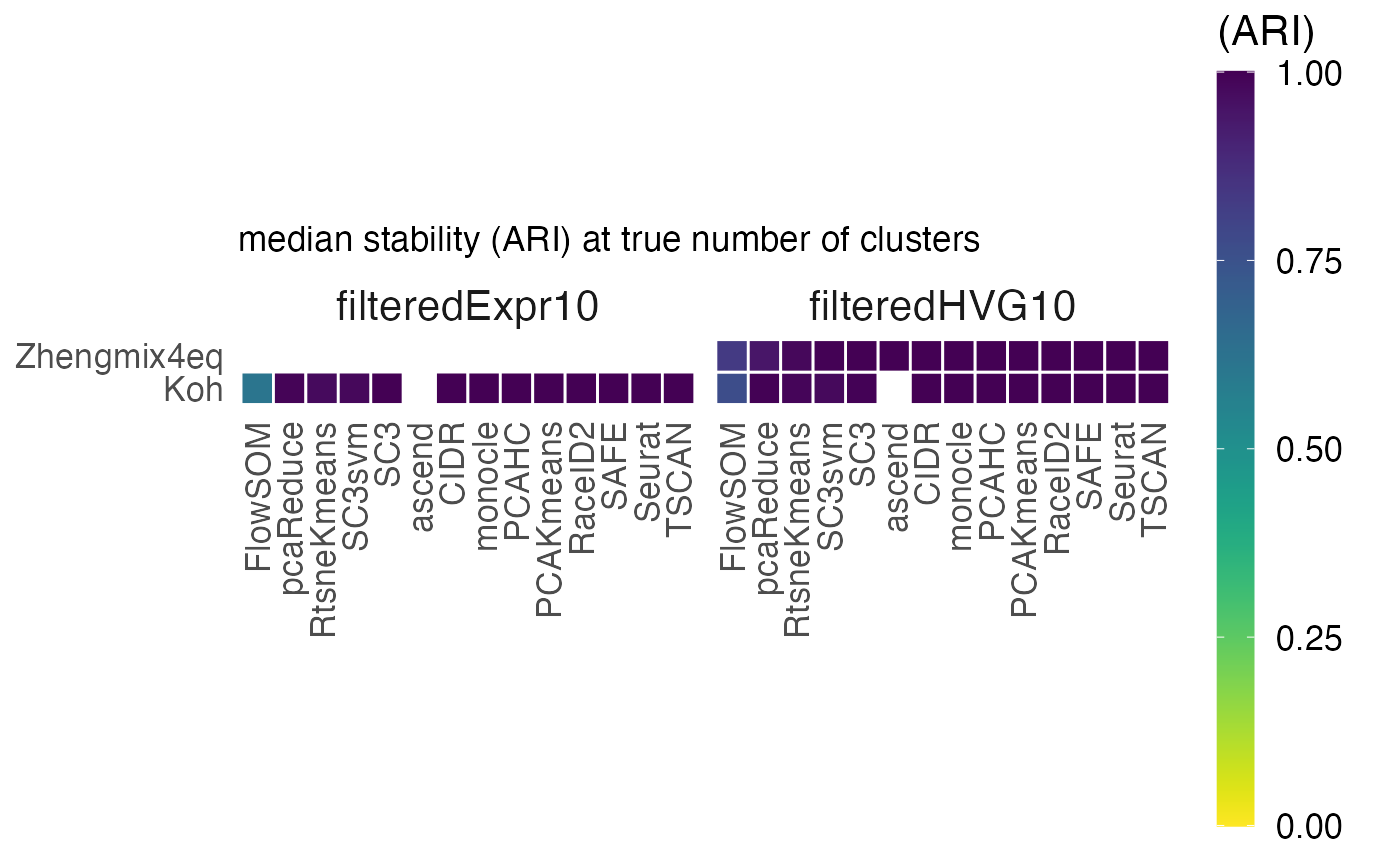 (ARI)
1.00
0.75
0.50
0.25
0.00
median stability (ARI) at true number of clusters
filteredExpr10
filteredHVG10
Zhengmix4eq
Koh
FlowSOM
pcaReduce
RtsneKmeans
SC3svm
SC3
ascend
CIDR
monocle
PCAHC
PCAKmeans
RaceID2
SAFE
Seurat
TSCAN
FlowSOM
pcaReduce
RtsneKmeans
SC3svm
SC3
ascend
CIDR
monocle
PCAHC
PCAKmeans
RaceID2
SAFE
Seurat
TSCAN